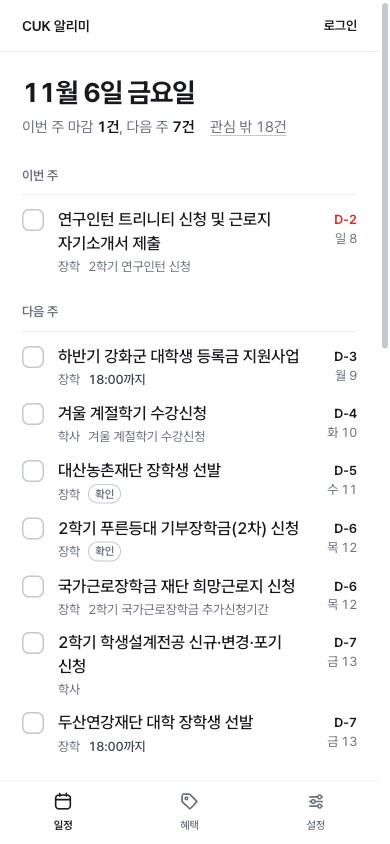 CUK 알리미
로그인
11월 6일 금요일
이번 주 마감 1건, 다음 주 7건 관심 밖 18건
이번 주
연구인턴 트리니티 신청 및 근로지
자기소개서 제출
장학 2학기 연구인턴 신청
D-2
일 8
다음 주
하반기 강화군 대학생 등록금 지원사업
장학 18:00까지
D-3
월 9
겨울 계절학기 수강신청
학사 겨울 계절학기 수강신청
D-4
화 10
대산농촌재단 장학생 선발
장학 확인
D-5
수 11
2학기 푸른등대 기부장학금(2차) 신청
장학 확인
D-6
목 12
국가근로장학금 재단 희망근로지 신청
장학 2학기 국가근로장학금 추가신청기간
D-6
목 12
2학기 학생설계전공 신규·변경·포기
신청
학사
D-7
금 13
두산연강재단 대학 장학생 선발
장학 18:00까지
D-7
금 13
일정
혜택
설정